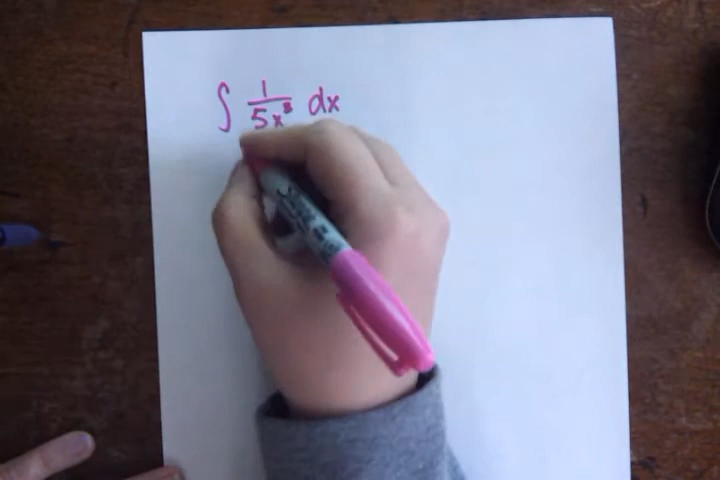 ∫ 1/5x³ dx